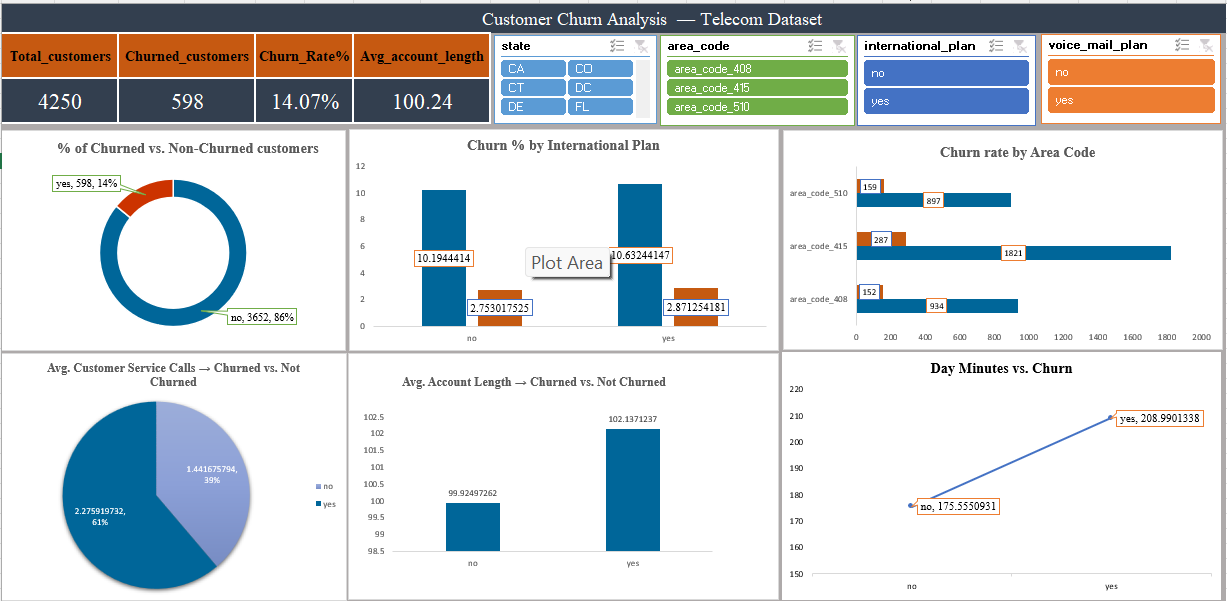 Customer Churn Analysis — Telecom Dataset
Total_customers Churned_customers Churn_Rate% Avg_account_length
4250 598 14.07% 100.24
state
CA CO
CT DC
DE FL
area_code
area_code_408
area_code_415
area_code_510
international_plan
no
yes
voice_mail_plan
no
yes
% of Churned vs. Non-Churned customers
yes, 598, 14%
no, 3652, 86%
Churn % by International Plan
12
10
8
6
4
2
0
10.1944414
2.753017525
10.63244147
2.871254181
Plot Area
no yes
Churn rate by Area Code
area_code_510
159
897
area_code_415
287
1821
area_code_408
152
934
0 200 400 600 800 1000 1200 1400 1600 1800 2000
Avg. Customer Service Calls → Churned vs. Not
Churned
1.441675794,
39%
2.275919732,
61%
no
yes
Avg. Account Length → Churned vs. Not Churned
102.5
102
101.5
101
100.5
100
99.5
99
98.5
99.92497262
102.1371237
no yes
Day Minutes vs. Churn
220
210
200
190
180
170
160
150
yes, 208.9901338
no, 175.5550931
no yes